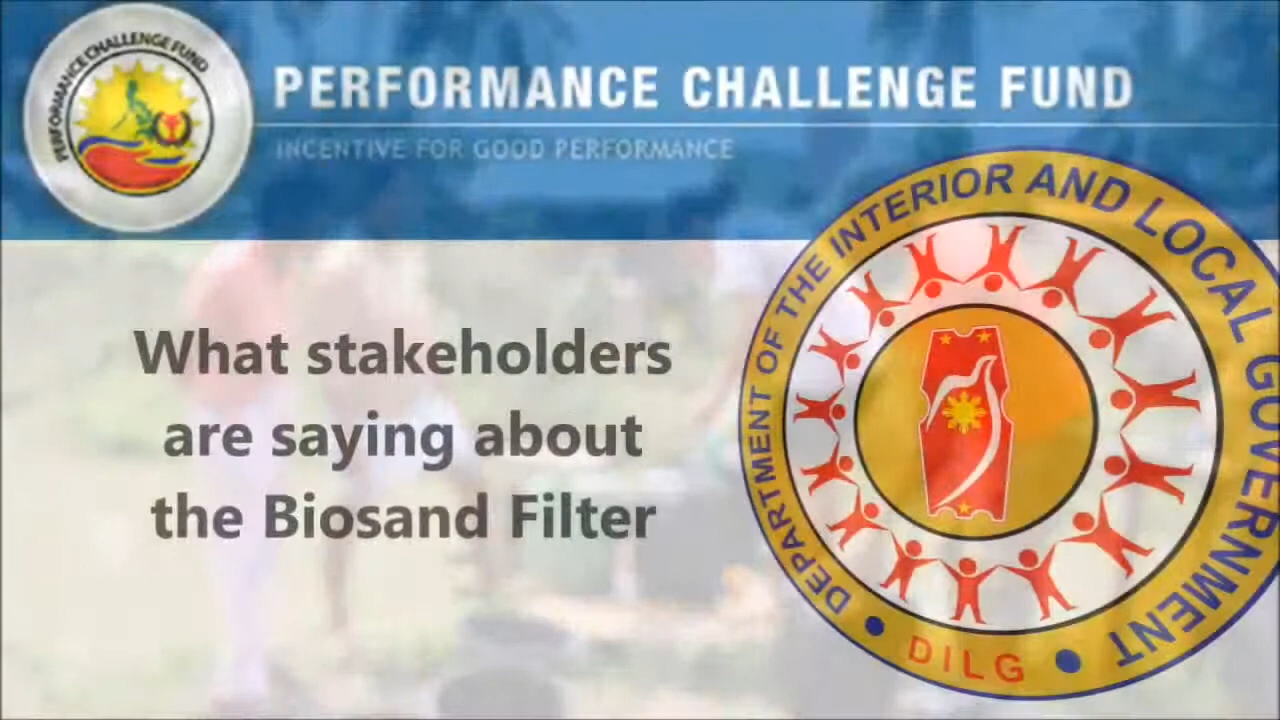 PERFORMANCE CHALLENGE FUND
PERFORMANCE CHALLENGE FUND
INCENTIVE FOR GOOD PERFORMANCE
DEPARTMENT OF THE INTERIOR AND LOCAL GOVERNMENT
DILG
What stakeholders
are saying about
the Biosand Filter